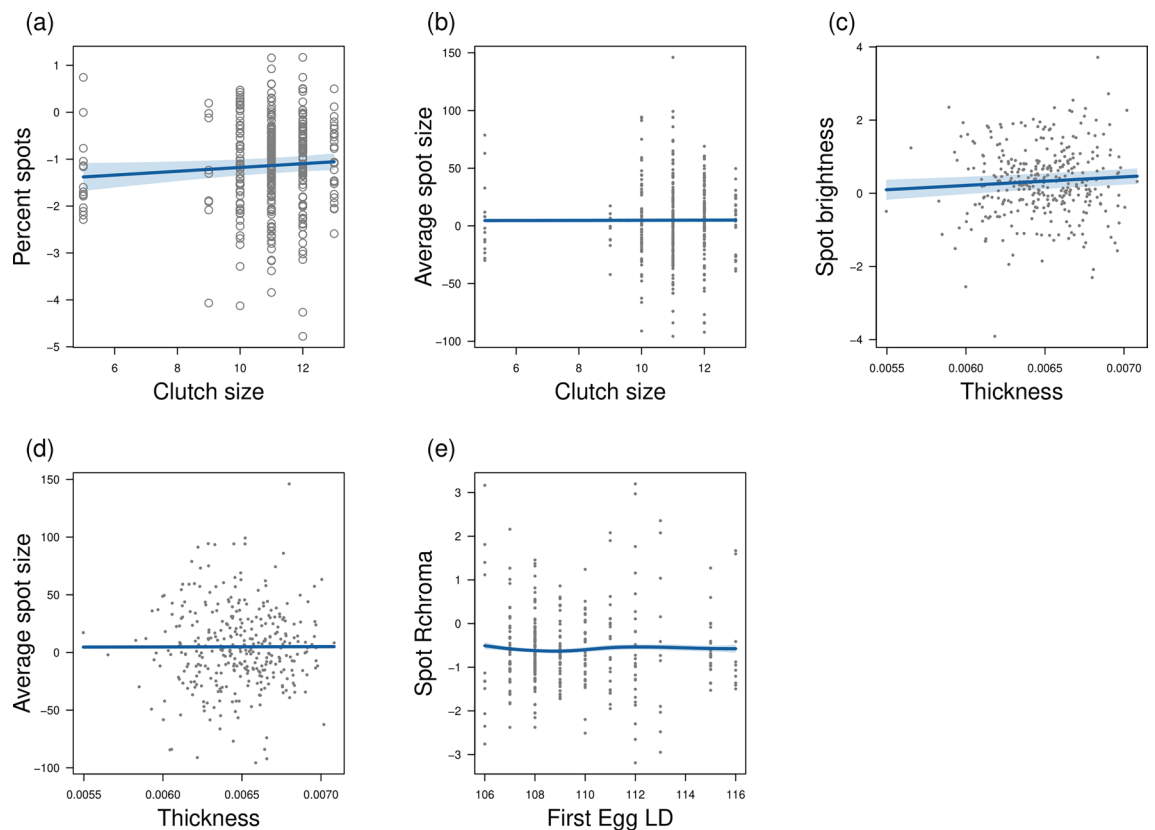 (a)
1
0
−1
−2
−3
−4
−5
Percent spots
6 8 10 12
Clutch size
(b)
150
100
50
0
−50
−100
Average spot size
6 8 10 12
Clutch size
(c)
4
2
0
−2
−4
Spot brightness
0.0055 0.0060 0.0065 0.0070
Thickness
(d)
150
100
50
0
−50
−100
Average spot size
0.0055 0.0060 0.0065 0.0070
Thickness
(e)
3
2
1
0
−1
−2
−3
Spot Rchroma
106 108 110 112 114 116
First Egg LD